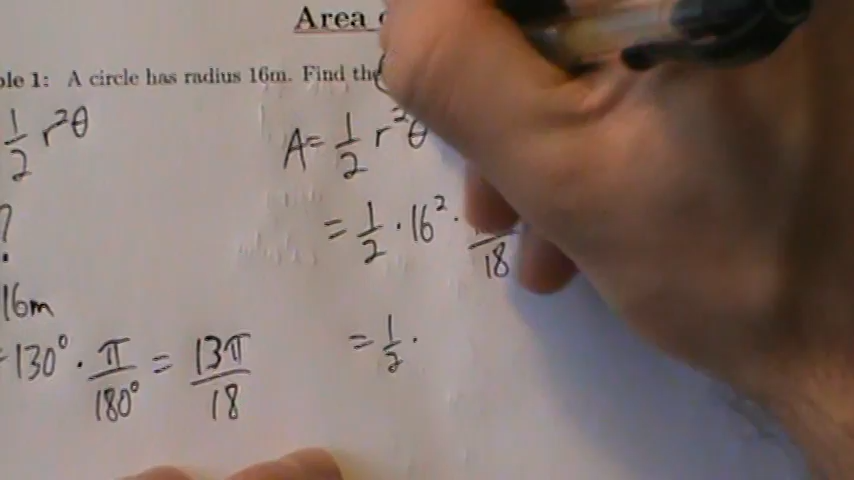 Area
ole 1: A circle has radius 16m. Find the
1/2 r²θ
A = 1/2 r²θ
?
= 1/2 · 16² · /18
16m
= 130° · π/180° = 13π/18
= 1/2 ·